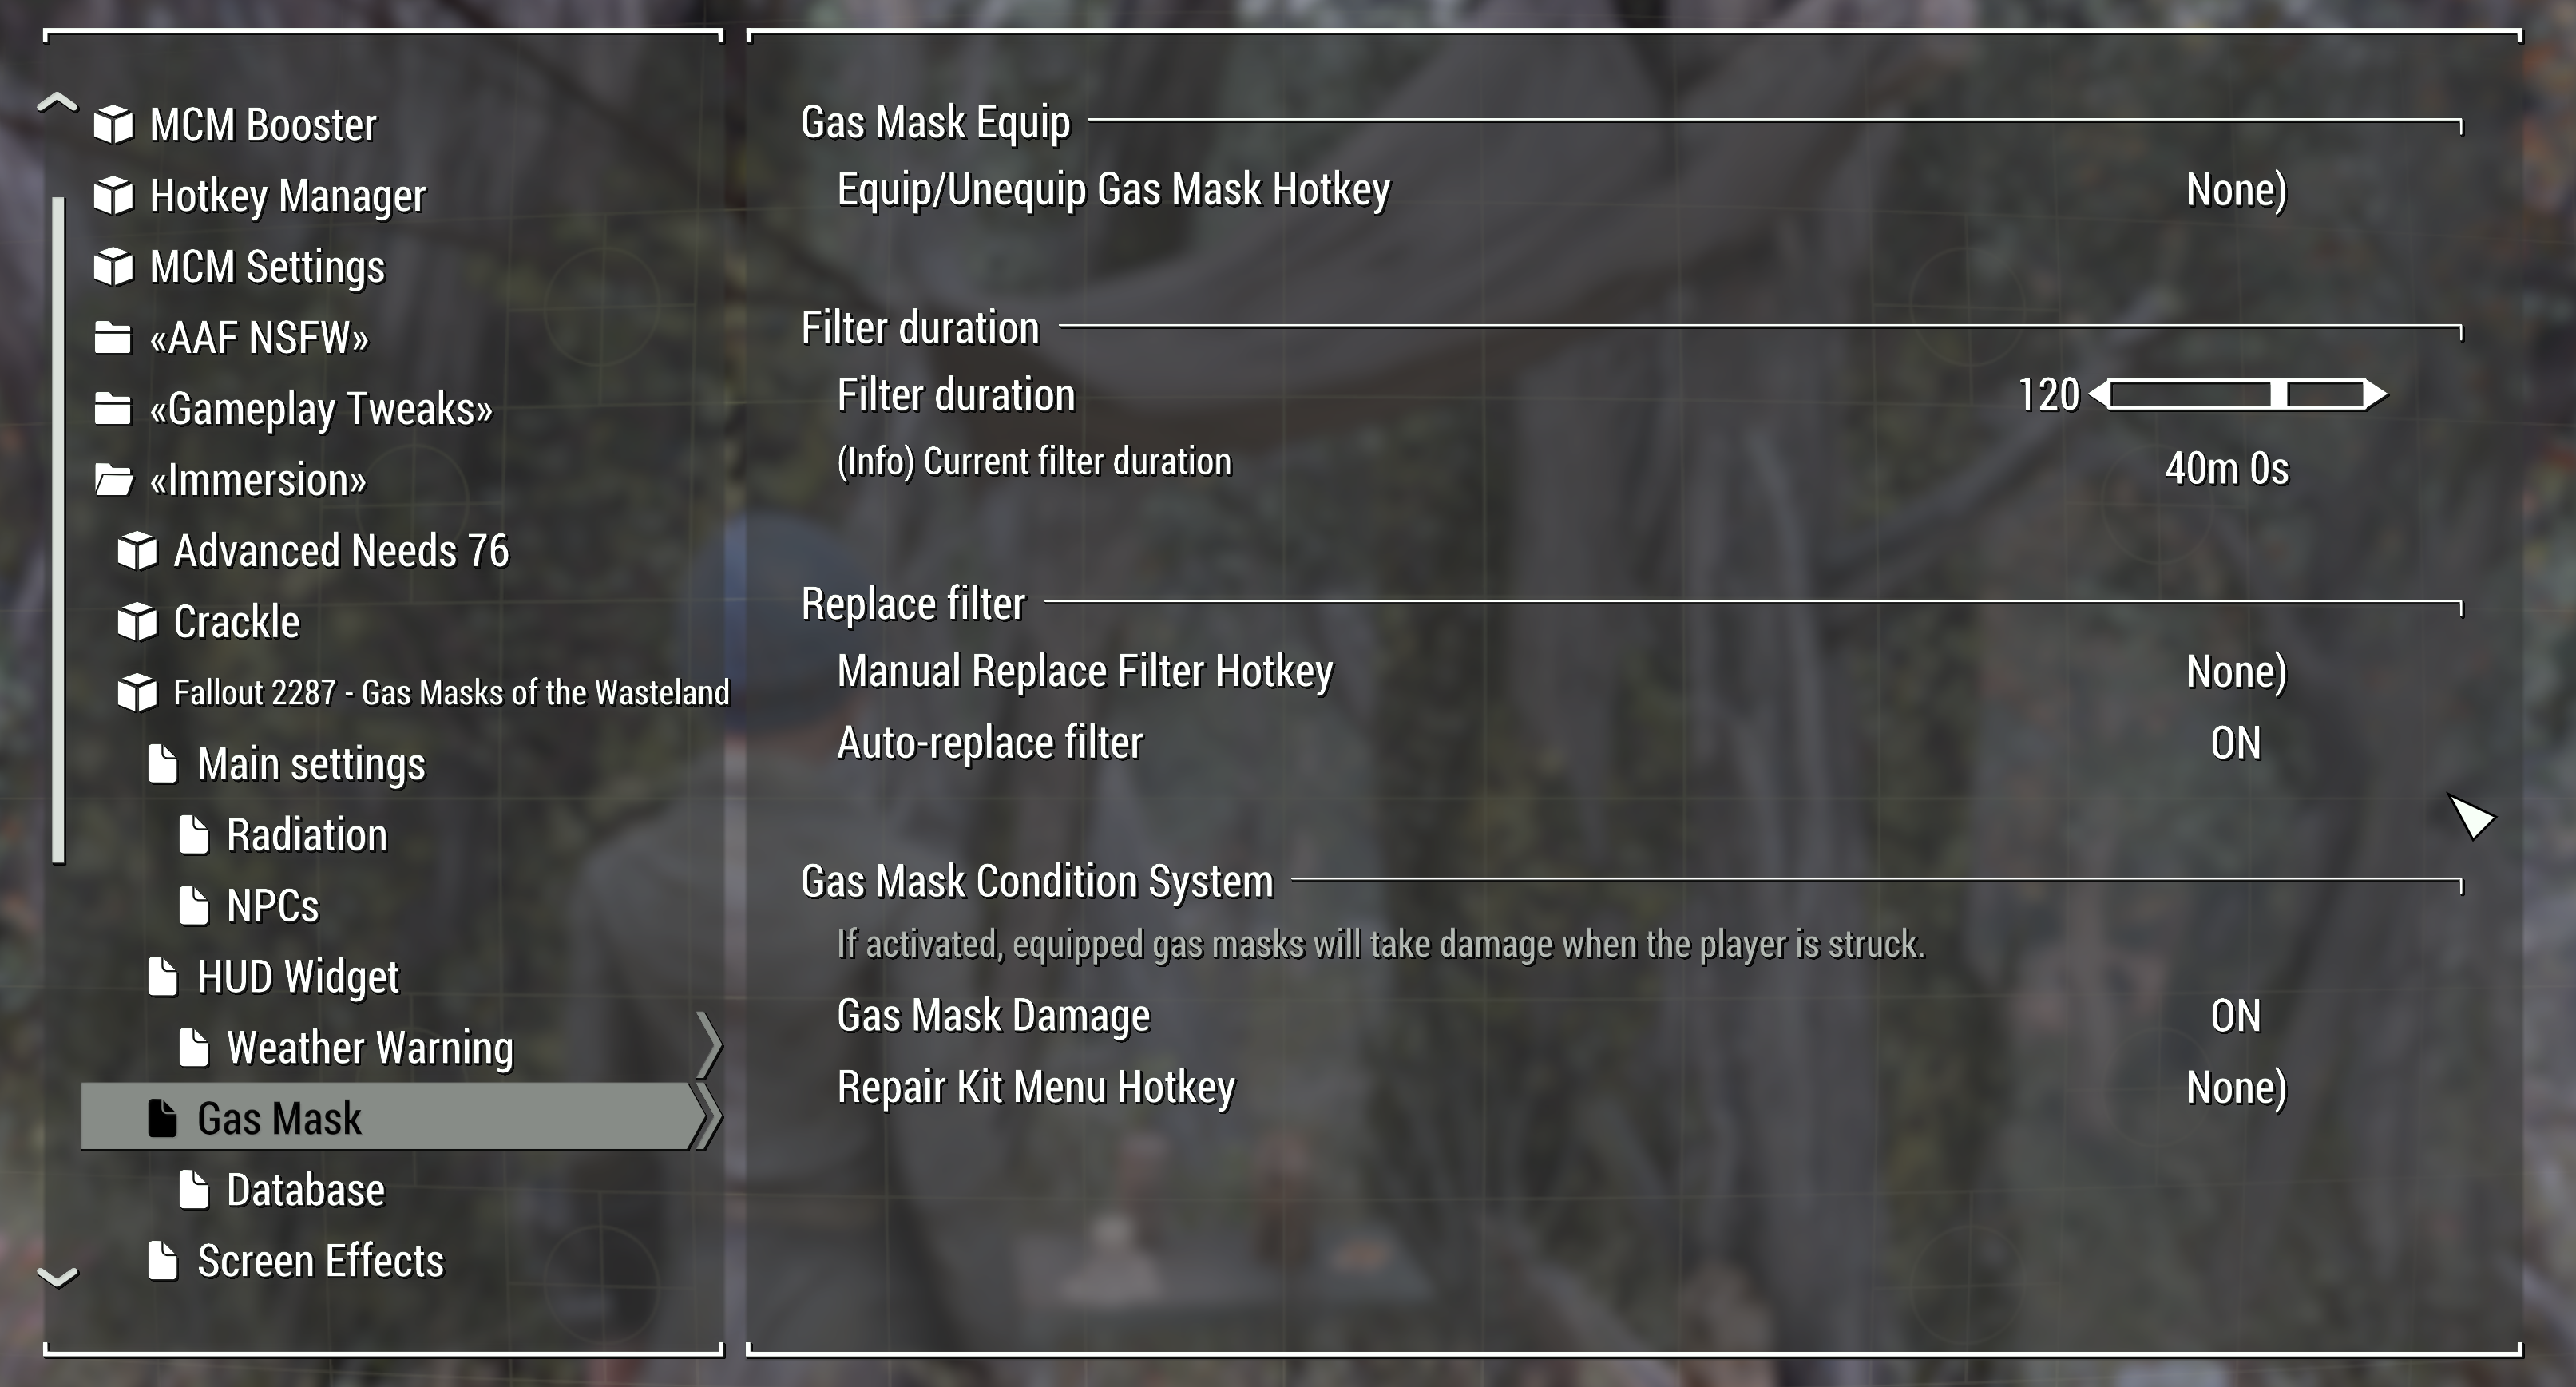 MCM Booster
Hotkey Manager
MCM Settings
«AAF NSFW»
«Gameplay Tweaks»
«Immersion»
Advanced Needs 76
Crackle
Fallout 2287 - Gas Masks of the Wasteland
Main settings
Radiation
NPCs
HUD Widget
Weather Warning
Gas Mask
Database
Screen Effects
Gas Mask Equip
Equip/Unequip Gas Mask Hotkey None)
Filter duration
Filter duration 120
(Info) Current filter duration 40m 0s
Replace filter
Manual Replace Filter Hotkey None)
Auto-replace filter ON
Gas Mask Condition System
If activated, equipped gas masks will take damage when the player is struck.
Gas Mask Damage ON
Repair Kit Menu Hotkey None)